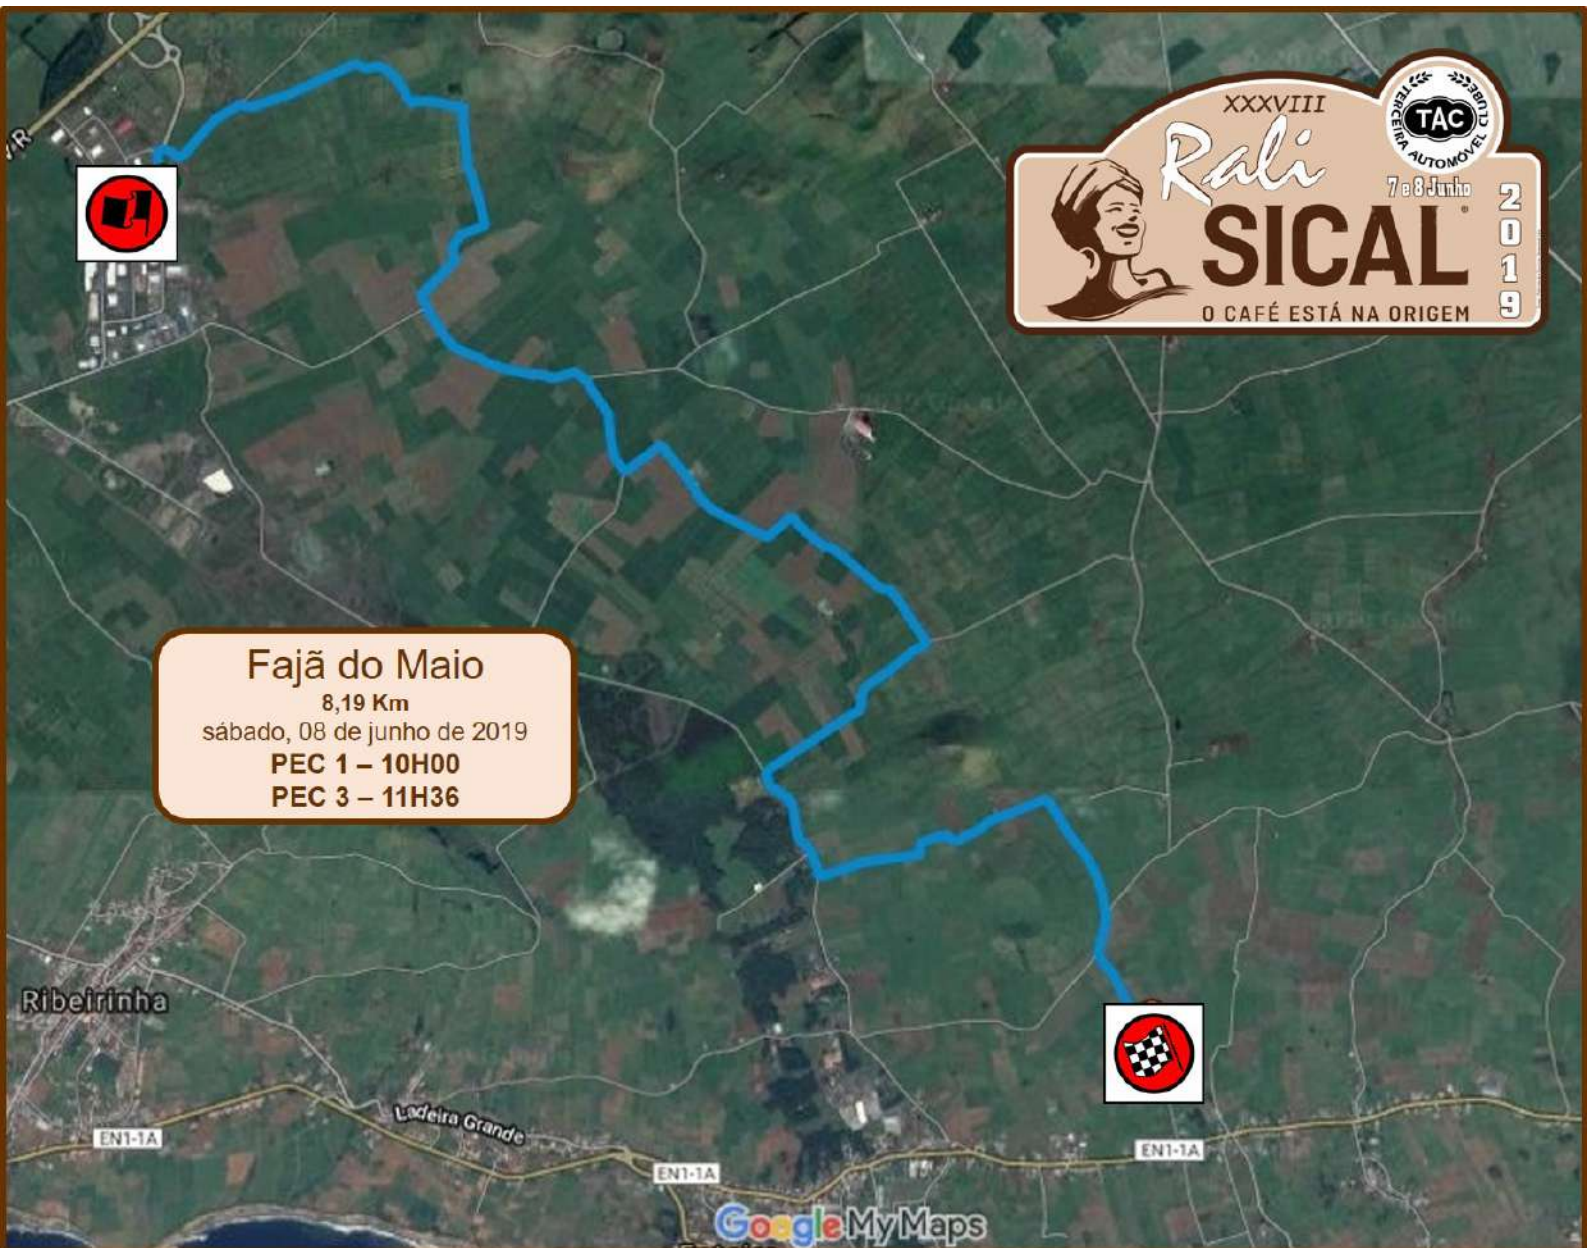 XXXVIII
Rali
SICAL
O CAFÉ ESTÁ NA ORIGEM
TERCEIRA AUTOMÓVEL CLUBE
TAC
7 e 8 Junho
2019
Fajã do Maio
8,19 Km
sábado, 08 de junho de 2019
PEC 1 – 10H00
PEC 3 – 11H36
Ribeirinha
Ladeira Grande
EN1-1A
EN1-1A
EN1-1A
Google My Maps